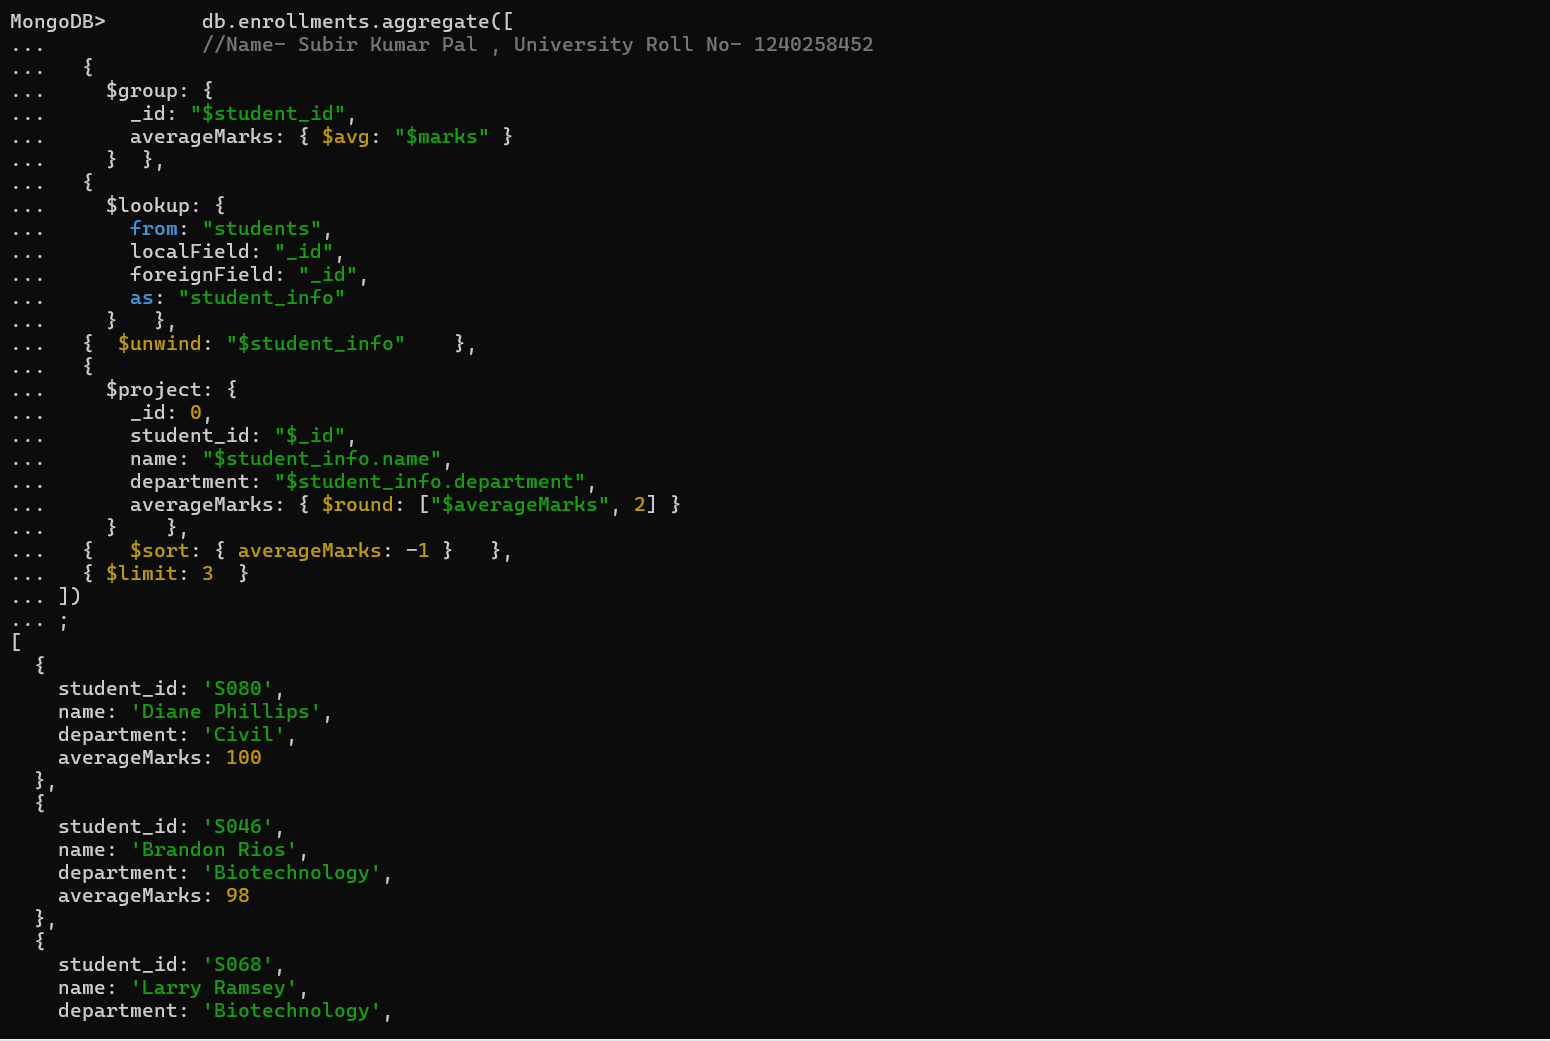 MongoDB>        db.enrollments.aggregate([
...             //Name- Subir Kumar Pal , University Roll No- 1240258452
...   {
...     $group: {
...       _id: "$student_id",
...       averageMarks: { $avg: "$marks" }
...     }  },
...   {
...     $lookup: {
...       from: "students",
...       localField: "_id",
...       foreignField: "_id",
...       as: "student_info"
...     }   },
...   {  $unwind: "$student_info"    },
...   {
...     $project: {
...       _id: 0,
...       student_id: "$_id",
...       name: "$student_info.name",
...       department: "$student_info.department",
...       averageMarks: { $round: ["$averageMarks", 2] }
...     }    },
...   {   $sort: { averageMarks: -1 }   },
...   { $limit: 3  }
... ])
... ;
[
  {
    student_id: 'S080',
    name: 'Diane Phillips',
    department: 'Civil',
    averageMarks: 100
  },
  {
    student_id: 'S046',
    name: 'Brandon Rios',
    department: 'Biotechnology',
    averageMarks: 98
  },
  {
    student_id: 'S068',
    name: 'Larry Ramsey',
    department: 'Biotechnology',